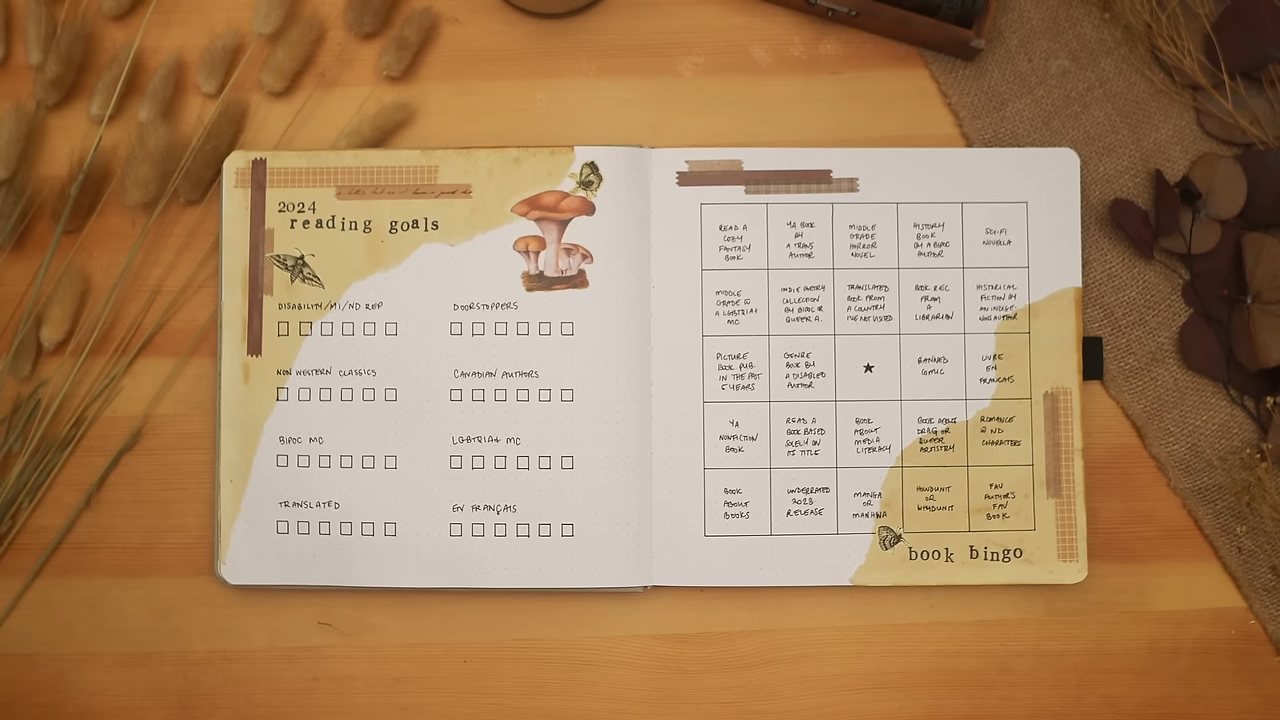 2024
reading goals
DISABILITY/MI/ND REP
DOORSTOPPERS
NON WESTERN CLASSICS
CANADIAN AUTHORS
BIPOC MC
LGBTQIA+ MC
TRANSLATED
EN FRANÇAIS
READ A
COZY
FANTASY
BOOK
YA BOOK
BY
A TRANS
AUTHOR
MIDDLE
GRADE
HORROR
NOVEL
HISTORY
BOOK
BY A BIPOC
AUTHOR
SCI-FI
NOVELLA
MIDDLE
GRADE W
A LGBTQIA+
MC
INDIE POETRY
COLLECTION
BY BIPOC OR
QUEER A.
TRANSLATED
BOOK FROM
A COUNTRY
I'VE NOT VISITED
BOOK REC
FROM
A
LIBRARIAN
HISTORICAL
FICTION BY
AN INDIGE-
NOUS AUTHOR
PICTURE
BOOK PUB.
IN THE PAST
5 YEARS
GENRE
BOOK BY
A DISABLED
AUTHOR
BANNED
COMIC
LIVRE
EN
FRANÇAIS
YA
NONFICTION
BOOK
READ A
BOOK BASED
SOLELY ON
ITS TITLE
BOOK
ABOUT
MEDIA
LITERACY
BOOK ABOUT
DRAG OR
QUEER
ARTISTRY
ROMANCE
W ND
CHARACTERS
BOOK
ABOUT
BOOKS
UNDERRATED
2023
RELEASE
MANGA
OR
MANHWA
HOWDUNIT
OR
WHYDUNIT
FAV
AUTHOR'S
FAV
BOOK
book bingo